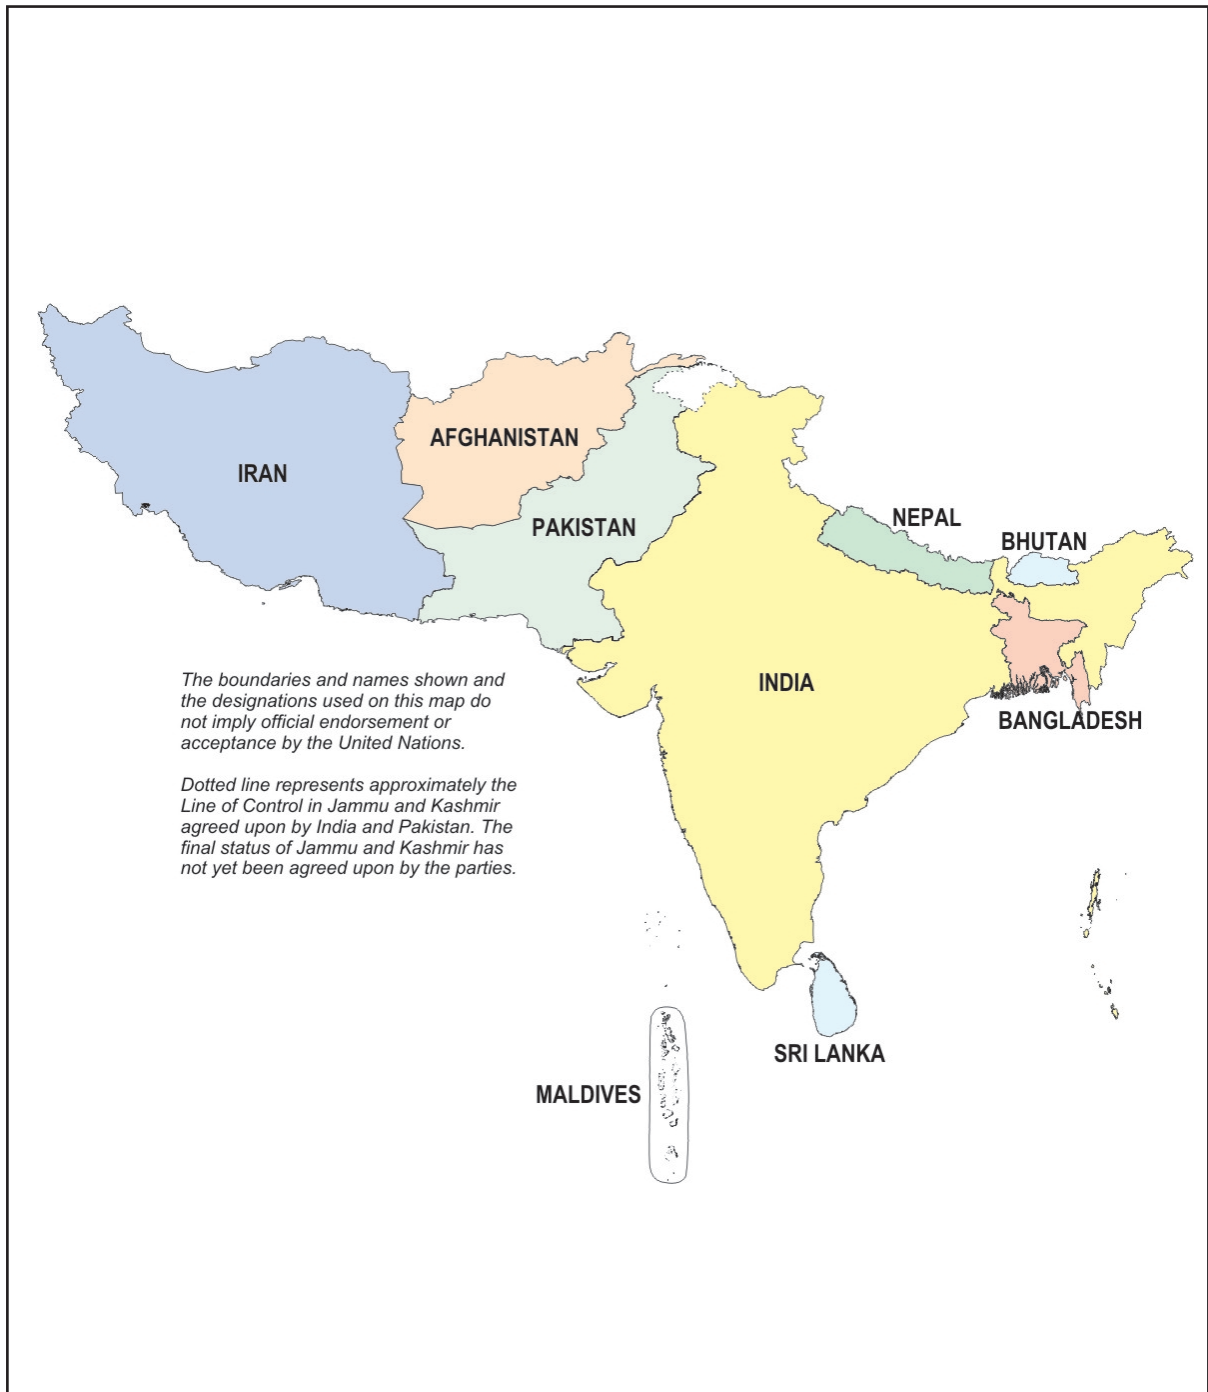 AFGHANISTAN
IRAN
PAKISTAN
NEPAL
BHUTAN
INDIA
BANGLADESH
The boundaries and names shown and
the designations used on this map do
not imply official endorsement or
acceptance by the United Nations.
Dotted line represents approximately the
Line of Control in Jammu and Kashmir
agreed upon by India and Pakistan. The
final status of Jammu and Kashmir has
not yet been agreed upon by the parties.
SRI LANKA
MALDIVES